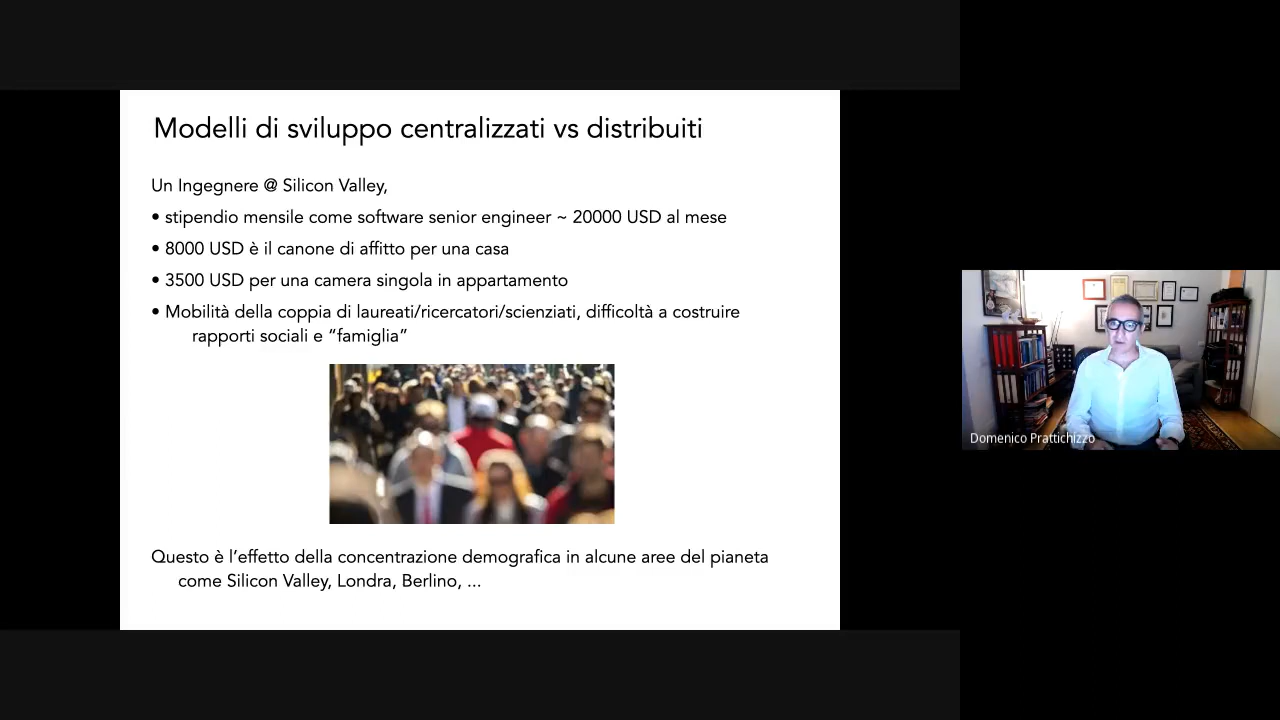 Modelli di sviluppo centralizzati vs distribuiti
Un Ingegnere @ Silicon Valley,
• stipendio mensile come software senior engineer ~ 20000 USD al mese
• 8000 USD è il canone di affitto per una casa
• 3500 USD per una camera singola in appartamento
• Mobilità della coppia di laureati/ricercatori/scienziati, difficoltà a costruire
rapporti sociali e “famiglia”
Questo è l’effetto della concentrazione demografica in alcune aree del pianeta
come Silicon Valley, Londra, Berlino, ...
Domenico Prattichizzo